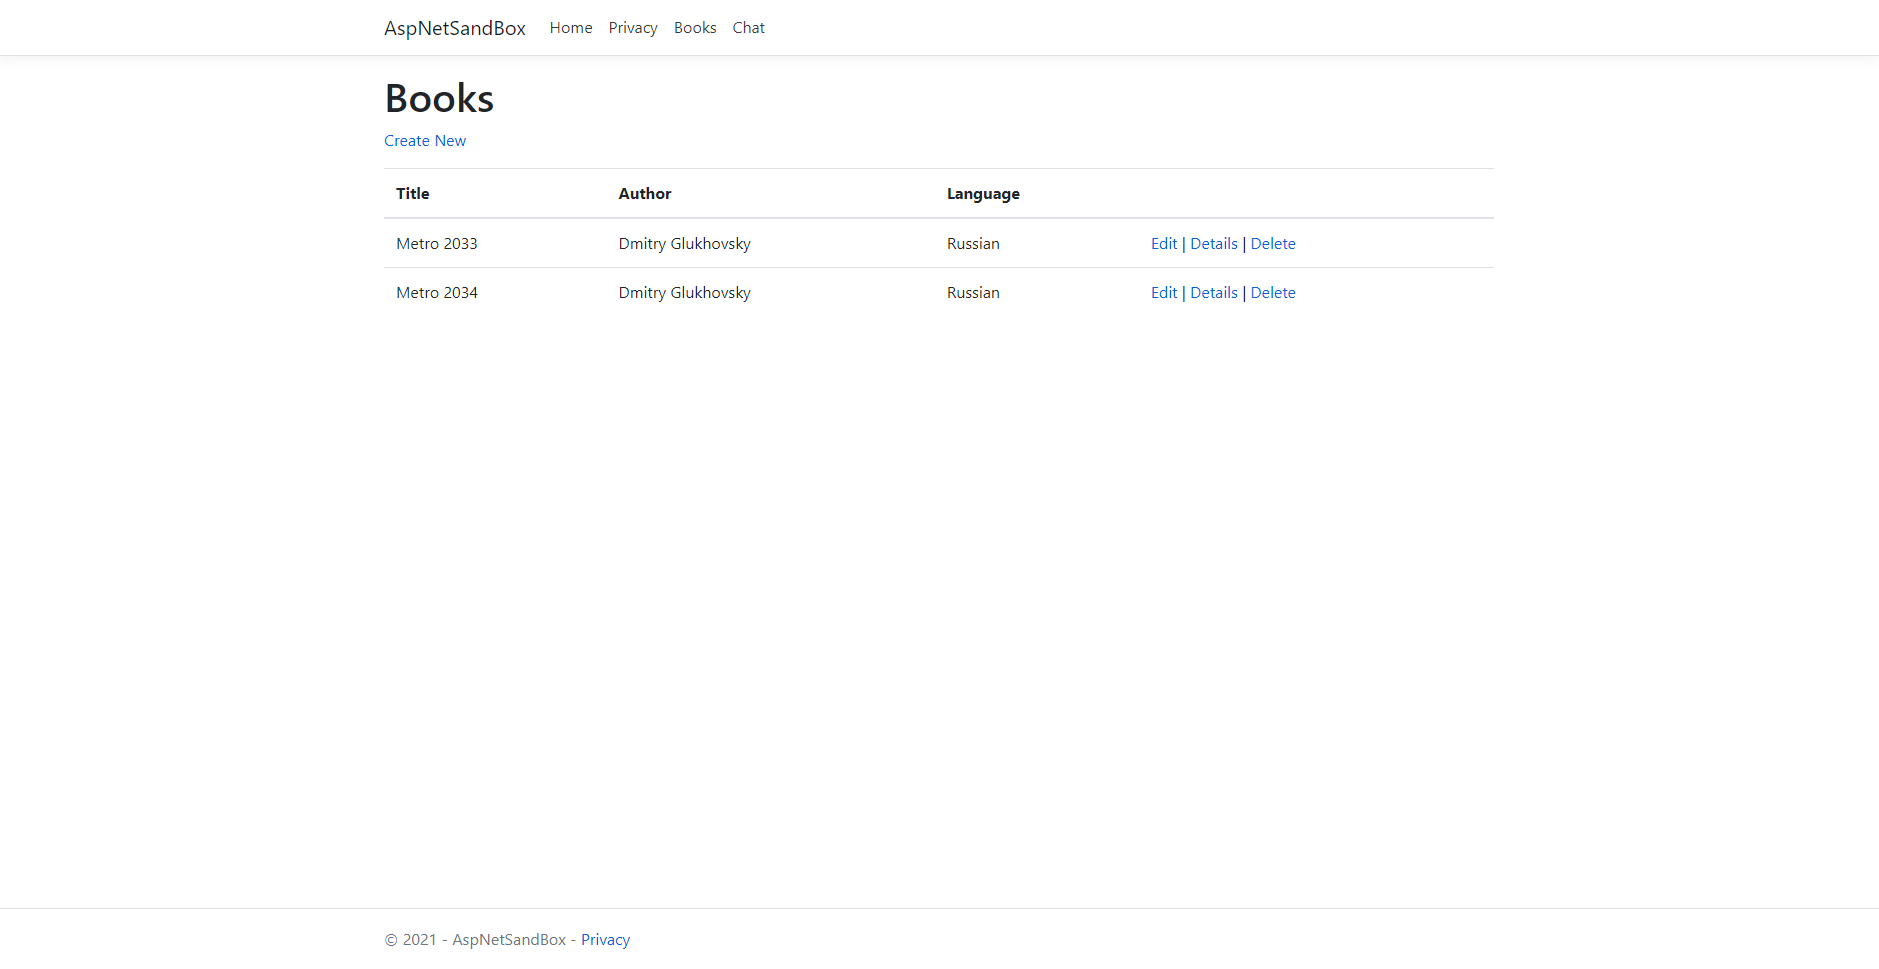 AspNetSandBox Home Privacy Books Chat
Books
Create New
Title Author Language
Metro 2033 Dmitry Glukhovsky Russian Edit | Details | Delete
Metro 2034 Dmitry Glukhovsky Russian Edit | Details | Delete
© 2021 - AspNetSandBox - Privacy